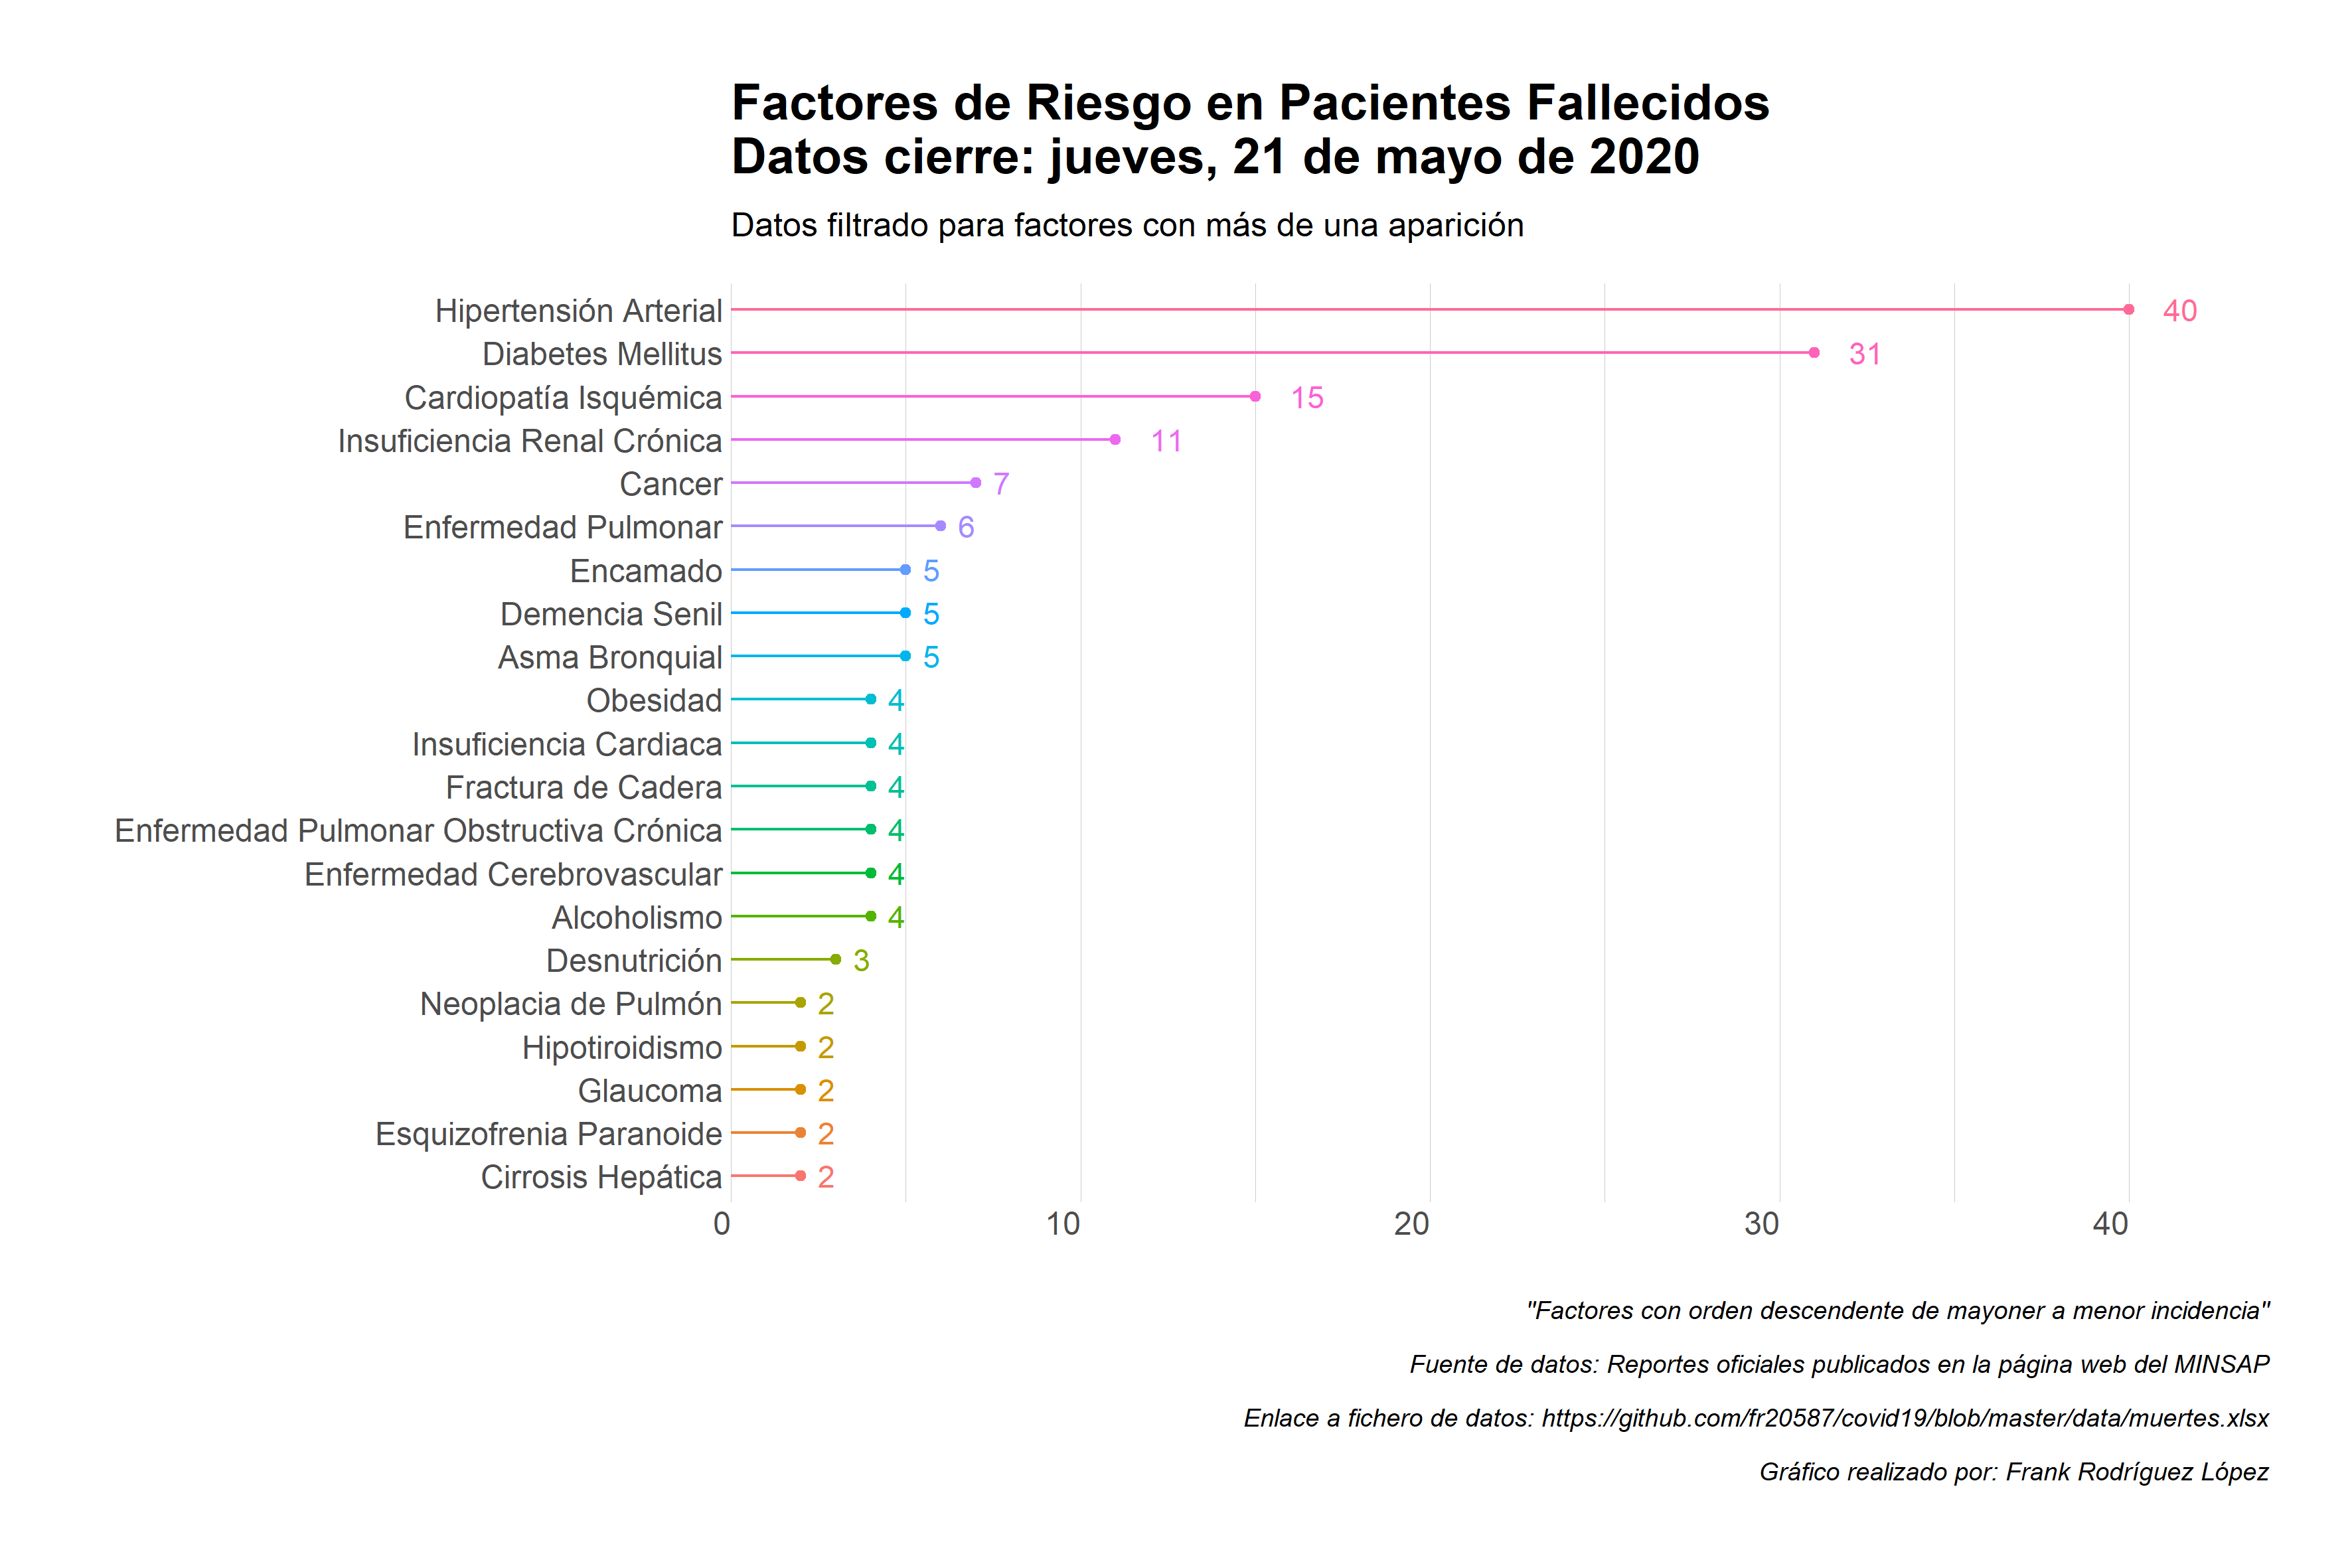 Factores de Riesgo en Pacientes Fallecidos
Datos cierre: jueves, 21 de mayo de 2020
Datos filtrado para factores con más de una aparición
Hipertensión Arterial 40
Diabetes Mellitus 31
Cardiopatía Isquémica 15
Insuficiencia Renal Crónica 11
Cancer 7
Enfermedad Pulmonar 6
Encamado 5
Demencia Senil 5
Asma Bronquial 5
Obesidad 4
Insuficiencia Cardiaca 4
Fractura de Cadera 4
Enfermedad Pulmonar Obstructiva Crónica 4
Enfermedad Cerebrovascular 4
Alcoholismo 4
Desnutrición 3
Neoplacia de Pulmón 2
Hipotiroidismo 2
Glaucoma 2
Esquizofrenia Paranoide 2
Cirrosis Hepática 2
0 10 20 30 40
"Factores con orden descendente de mayoner a menor incidencia"
Fuente de datos: Reportes oficiales publicados en la página web del MINSAP
Enlace a fichero de datos: https://github.com/fr20587/covid19/blob/master/data/muertes.xlsx
Gráfico realizado por: Frank Rodríguez López